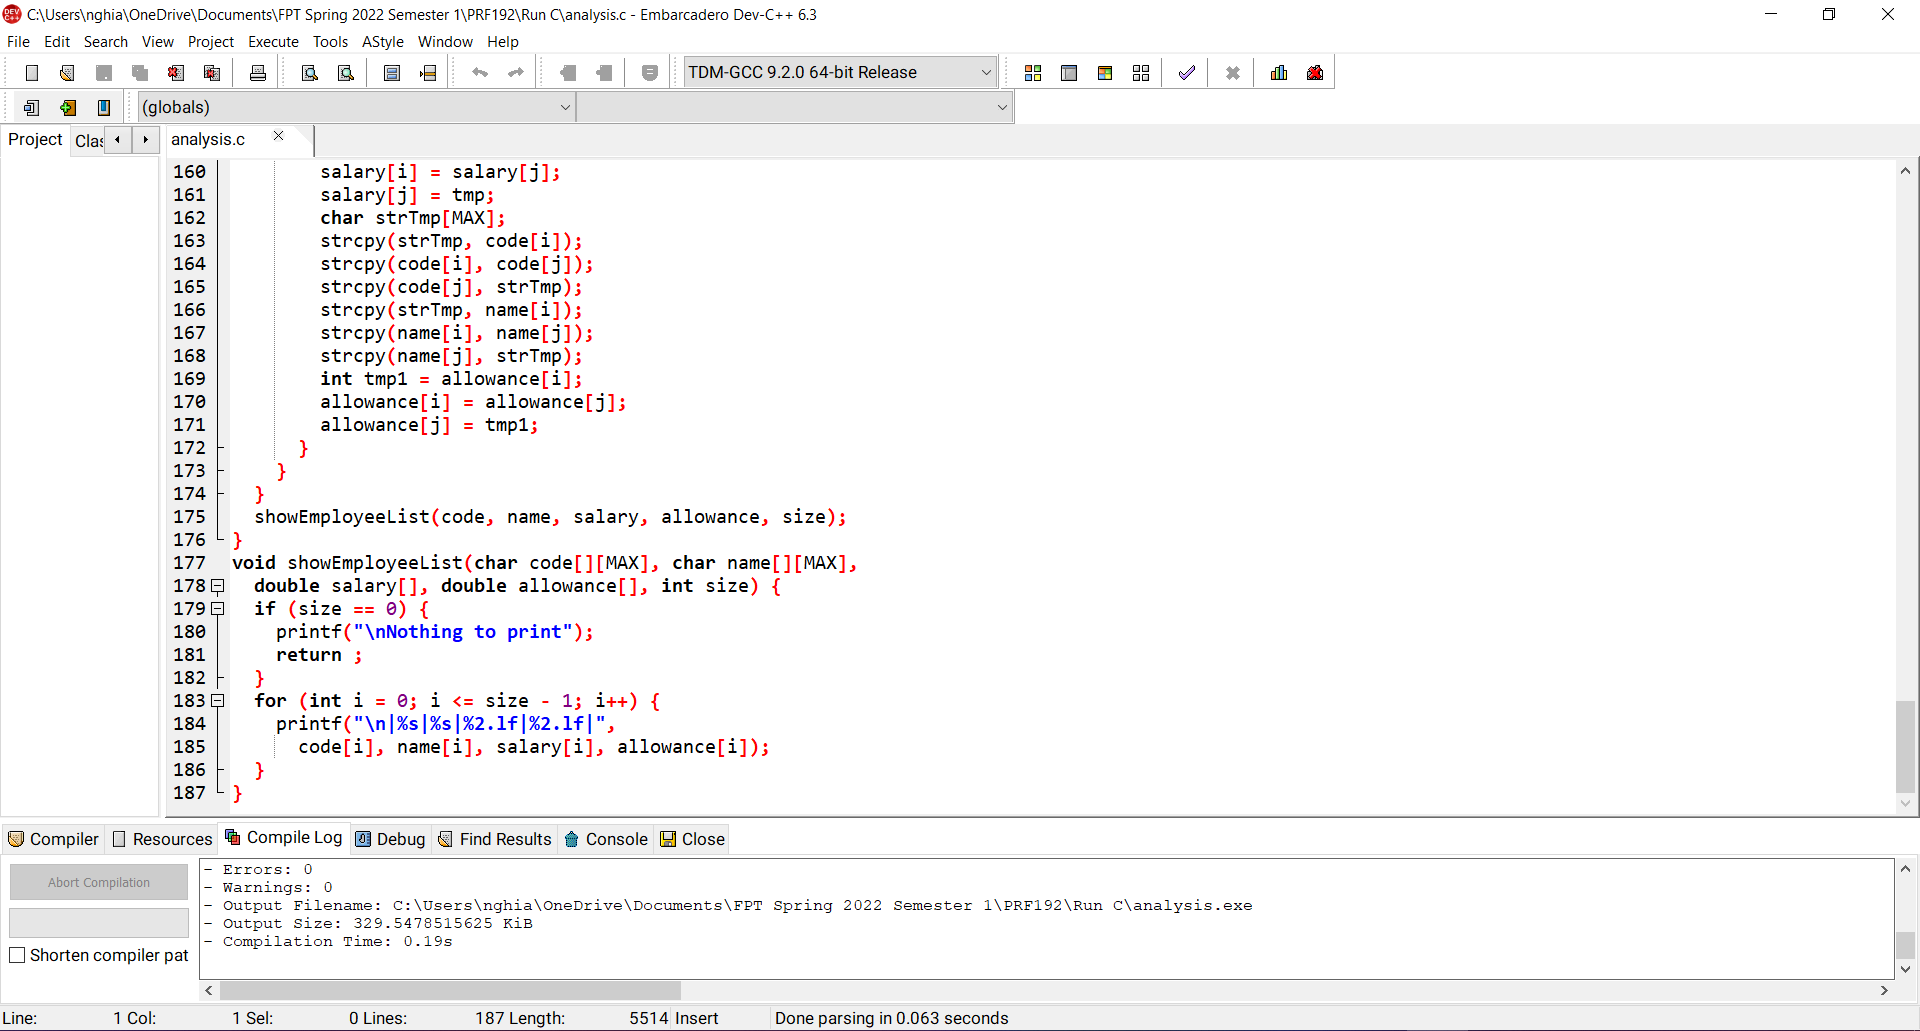 C:\Users\nghia\OneDrive\Documents\FPT Spring 2022 Semester 1\PRF192\Run C\analysis.c - Embarcadero Dev-C++ 6.3
File Edit Search View Project Execute Tools AStyle Window Help
TDM-GCC 9.2.0 64-bit Release
(globals)
Project Clas analysis.c
160 salary[i] = salary[j];
161 salary[j] = tmp;
162 char strTmp[MAX];
163 strcpy(strTmp, code[i]);
164 strcpy(code[i], code[j]);
165 strcpy(code[j], strTmp);
166 strcpy(strTmp, name[i]);
167 strcpy(name[i], name[j]);
168 strcpy(name[j], strTmp);
169 int tmp1 = allowance[i];
170 allowance[i] = allowance[j];
171 allowance[j] = tmp1;
172 }
173 }
174 }
175 showEmployeeList(code, name, salary, allowance, size);
176 }
177 void showEmployeeList(char code[][MAX], char name[][MAX],
178 double salary[], double allowance[], int size) {
179 if (size == 0) {
180 printf("\nNothing to print");
181 return ;
182 }
183 for (int i = 0; i <= size - 1; i++) {
184 printf("\n|%s|%s|%2.lf|%2.lf|",
185 code[i], name[i], salary[i], allowance[i]);
186 }
187 }
Compiler Resources Compile Log Debug Find Results Console Close
Abort Compilation
Shorten compiler pat
- Errors: 0
- Warnings: 0
- Output Filename: C:\Users\nghia\OneDrive\Documents\FPT Spring 2022 Semester 1\PRF192\Run C\analysis.exe
- Output Size: 329.5478515625 KiB
- Compilation Time: 0.19s
Line: 1 Col: 1 Sel: 0 Lines: 187 Length: 5514 Insert Done parsing in 0.063 seconds